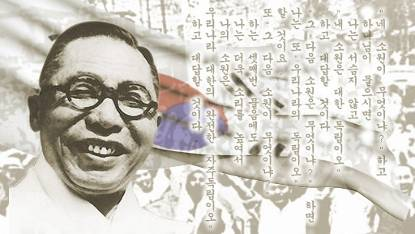 "네 소원이 무엇이냐?" 하고
하나님이 물으시면
나는 서슴지 않고
"내 소원은 대한 독립이오"
하고 대답할 것이다
"그 다음 소원은 무엇이냐?" 하면
나는 또 "우리나라의 독립이오"
할 것이요
또 "그 다음 소원이 무엇이냐"
하는 셋째번 물음에도
나는 더욱 소리를 높여서
"나의 소원은
우리나라 대한의 완전한 자주독립이오"
하고 대답할 것이다